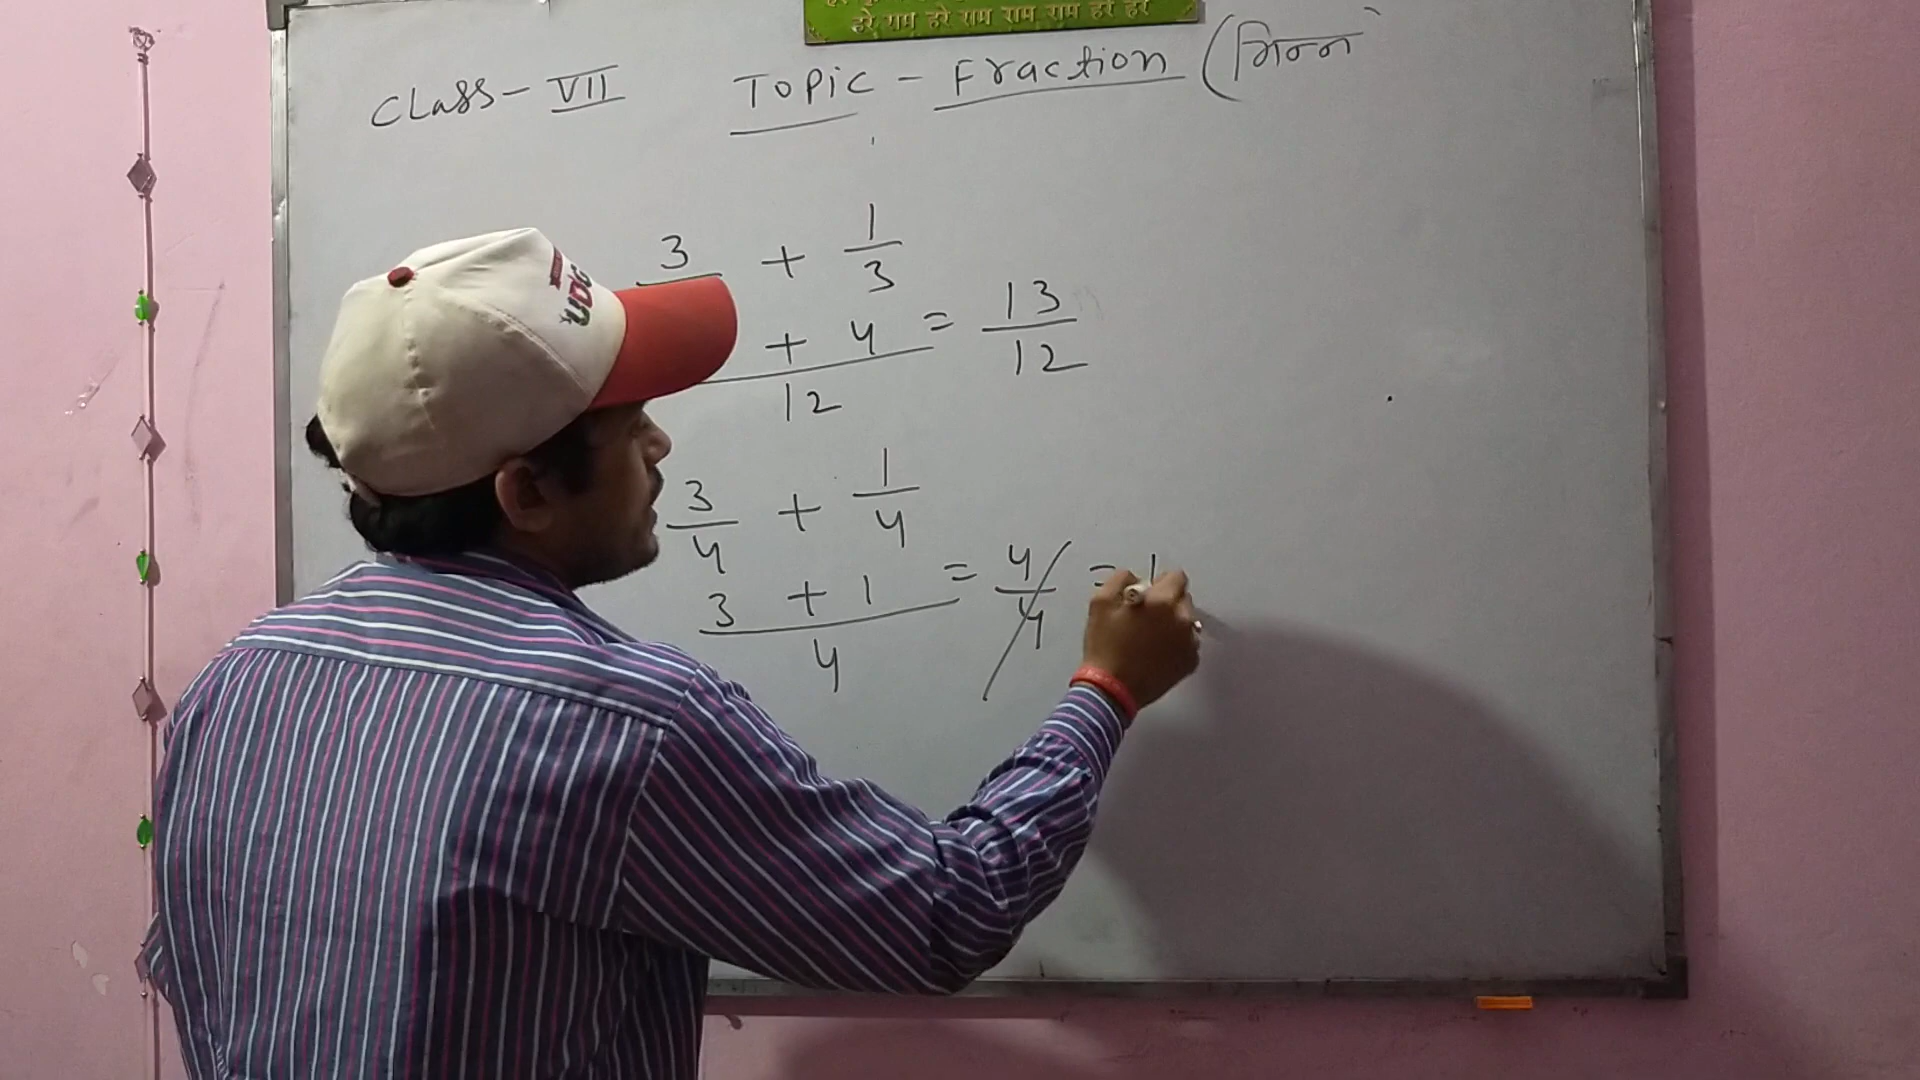 हरे राम हरे राम राम राम हरे हरे
CLass - VII Topic - Fraction (भिन्न
3 + 1/3
+ 4 / 12 = 13/12
3/4 + 1/4
3 + 1 / 4 = 4/4 = 1
UDC